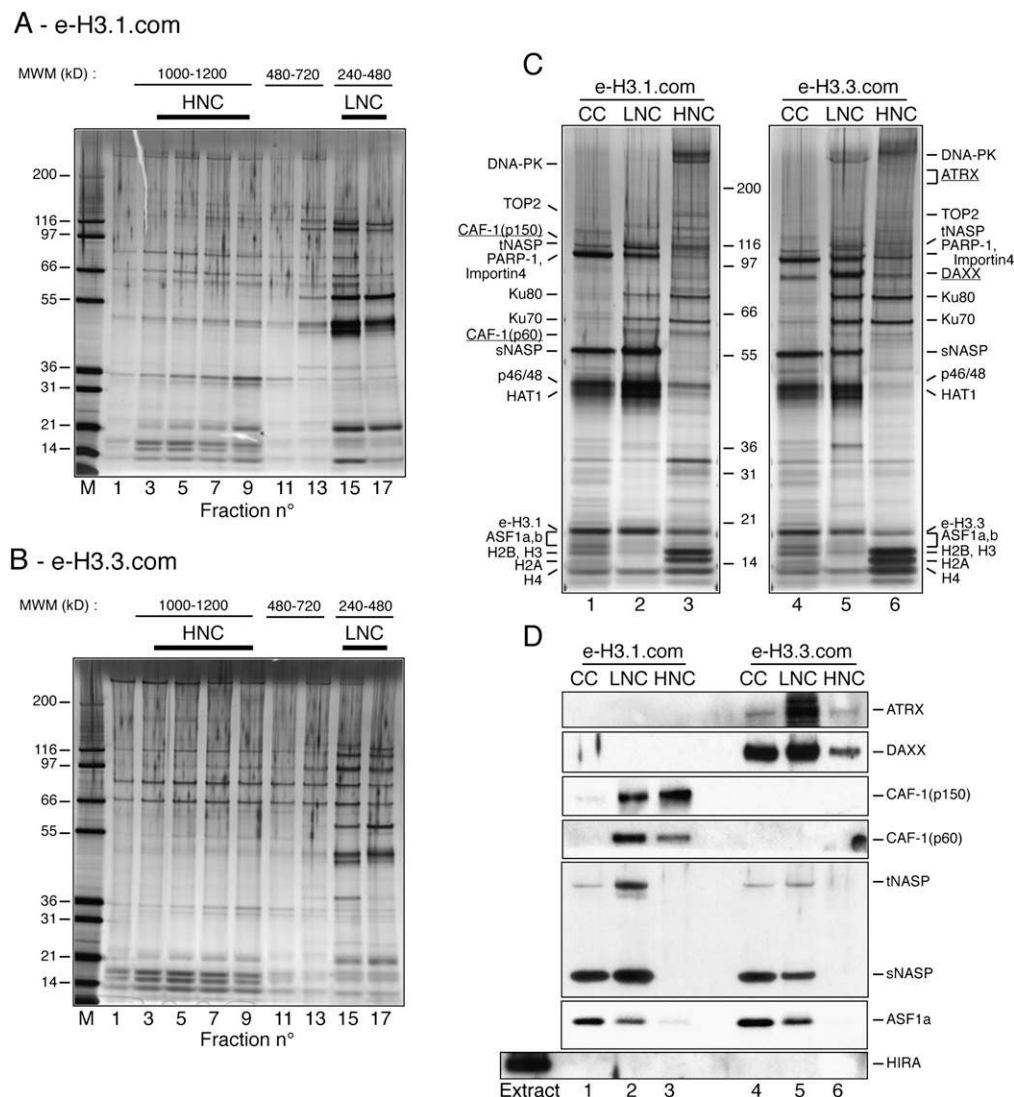 A - e-H3.1.com
MWM (kD) :
1000-1200
480-720
240-480
HNC
LNC
200
116
97
66
55
36
31
21
14
M 1 3 5 7 9 11 13 15 17
Fraction n°
B - e-H3.3.com
MWM (kD) :
1000-1200
480-720
240-480
HNC
LNC
200
116
97
66
55
36
31
21
14
M 1 3 5 7 9 11 13 15 17
Fraction n°
C
e-H3.1.com
e-H3.3.com
CC LNC HNC
CC LNC HNC
DNA-PK
TOP2
CAF-1(p150)
tNASP
PARP-1,
Importin4
Ku80
Ku70
CAF-1(p60)
sNASP
p46/48
HAT1
e-H3.1
ASF1a,b
H2B, H3
H2A
H4
200
116
97
66
55
36
31
21
14
DNA-PK
ATRX
TOP2
tNASP
PARP-1,
Importin4
DAXX
Ku80
Ku70
sNASP
p46/48
HAT1
e-H3.3
ASF1a,b
H2B, H3
H2A
H4
1 2 3
4 5 6
D
e-H3.1.com
e-H3.3.com
CC LNC HNC
CC LNC HNC
ATRX
DAXX
CAF-1(p150)
CAF-1(p60)
tNASP
sNASP
ASF1a
HIRA
Extract 1 2 3 4 5 6